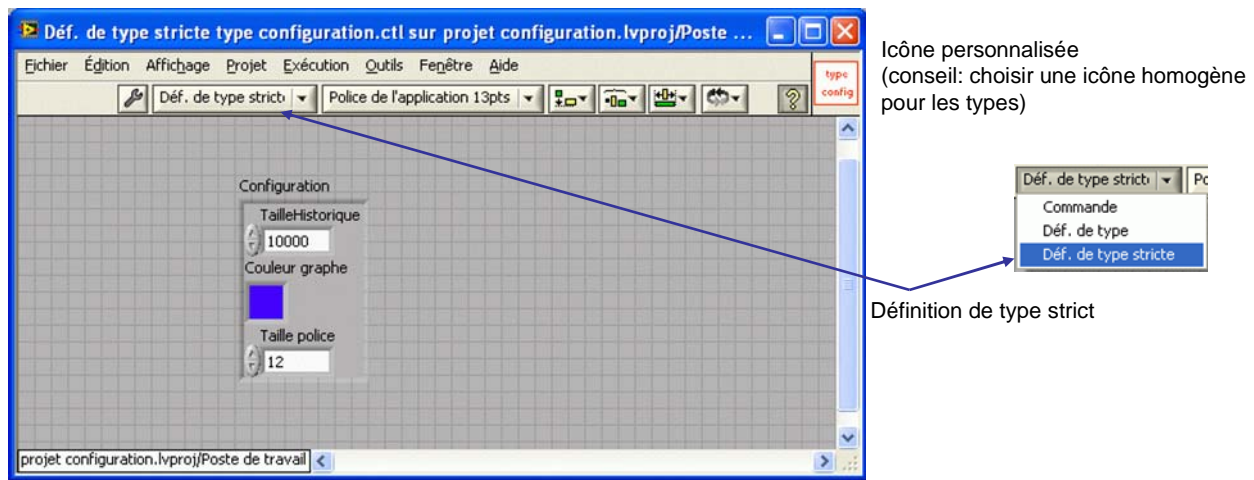 Déf. de type stricte type configuration.ctl sur projet configuration.lvproj/Poste ...
Fichier Édition Affichage Projet Exécution Outils Fenêtre Aide
type
config
Déf. de type stricti
Police de l'application 13pts
?
Icône personnalisée
(conseil: choisir une icône homogène
pour les types)
Configuration
TailleHistorique
10000
Couleur graphe
Taille police
12
Déf. de type stricti
Po
Commande
Déf. de type
Déf. de type stricte
Définition de type strict
projet configuration.lvproj/Poste de travail